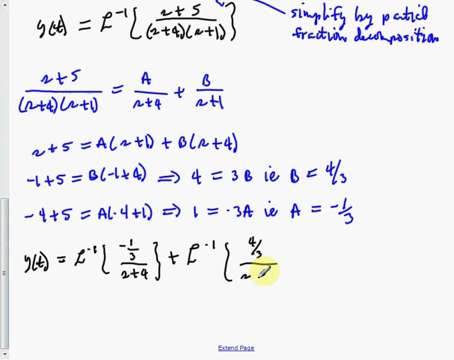 y(t) = ℒ⁻¹ { (s+5)/((s+4)(s+1)) }
simplify by partial
fraction decomposition
(s+5)/((s+4)(s+1)) = A/(s+4) + B/(s+1)
s+5 = A(s+1) + B(s+4)
-1+5 = B(-1+4) ⟹ 4 = 3B ie B = 4/3
-4+5 = A(-4+1) ⟹ 1 = -3A ie A = -1/3
y(t) = ℒ⁻¹ { (-1/3)/(s+4) } + ℒ⁻¹ { (4/3)/s
Extend Page